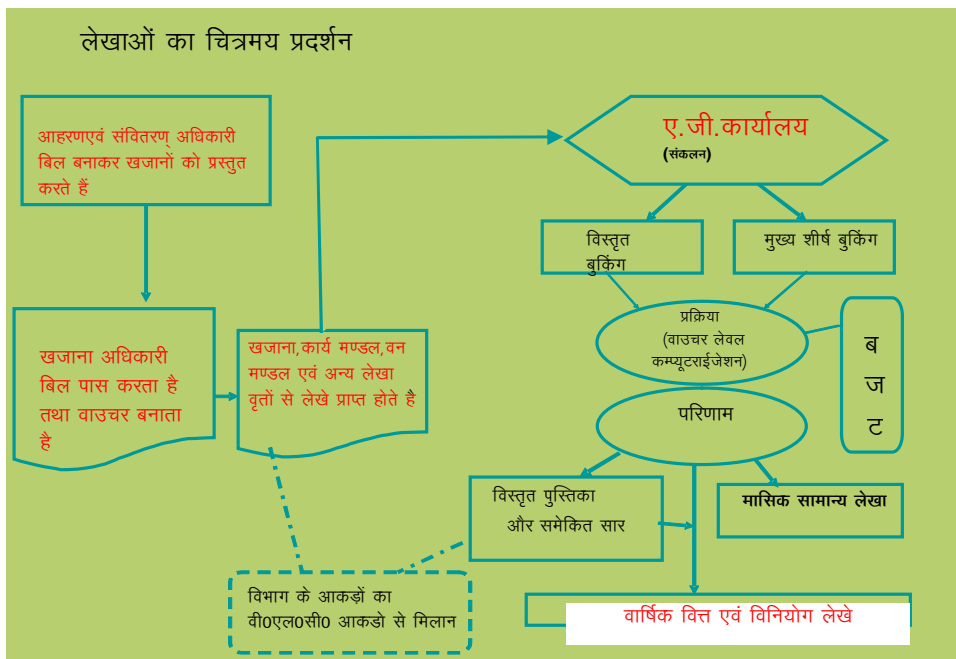 लेखाओं का चित्रमय प्रदर्शन
आहरणएवं संवितरण् अधिकारी
बिल बनाकर खजानों को प्रस्तुत
करते हैं
खजाना अधिकारी
बिल पास करता है
तथा वाउचर बनाता
है
खजाना,कार्य मण्डल,वन
मण्डल एवं अन्य लेखा
वृतों से लेखे प्राप्त होते है
ए.जी.कार्यालय
(संकलन)
विस्तृत
बुकिंग
मुख्य शीर्ष बुकिंग
प्रक्रिया
(वाउचर लेवल
कम्प्यूटराईजेशन)
ब
ज
ट
परिणाम
विस्तृत पुस्तिका
और समेकित सार
मासिक सामान्य लेखा
विभाग के आकड़ों का
वी0एल0सी0 आकडो से मिलान
वार्षिक वित्त एवं विनियोग लेखे